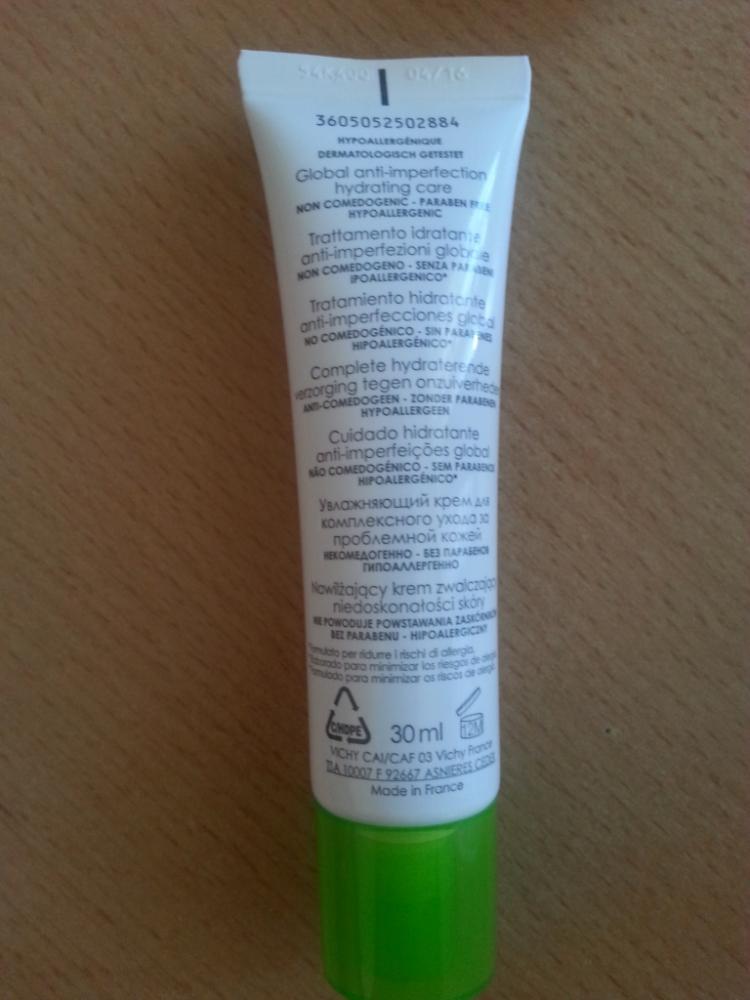 04/16
3605052502884
HYPOALLERGÉNIQUE
DERMATOLOGISCH GETESTET
Global anti-imperfection
hydrating care
NON COMEDOGENIC - PARABEN FREE
HYPOALLERGENIC
Trattamento idratante
anti-imperfezioni globale
NON COMEDOGENO - SENZA PARABENI
IPOALLERGENICO*
Tratamiento hidratante
anti-imperfecciones global
NO COMEDOGÉNICO - SIN PARABENES
HIPOALERGÉNICO*
Complete hydraterende
verzorging tegen onzuiverheden
ANTI-COMEDOGEEN - ZONDER PARABENEN
HYPOALLERGEEN
Cuidado hidratante
anti-imperfeições global
NÃO COMEDOGÉNICO - SEM PARABENOS
HIPOALERGÉNICO*
Увлажняющий крем для
комплексного ухода за
проблемной кожей
НЕКОМЕДОГЕННО - БЕЗ ПАРАБЕНОВ
ГИПОАЛЛЕРГЕННО
Nawilżający krem zwalczając
niedoskonałości skóry
NIE POWODUJE POWSTAWANIA ZASKÓRNIKÓW
BEZ PARABENU - HIPOALERGICZNY
Formulato per ridurre i rischi di allergia.
Elaborado para minimizar los riesgos de alergia
Formulado para minimizar os riscos de alergia
C/HDPE
30 ml
12M
VICHY CAI/CAF 03 Vichy France
TSA 10007 F 92667 ASNIERES CEDEX
Made in France